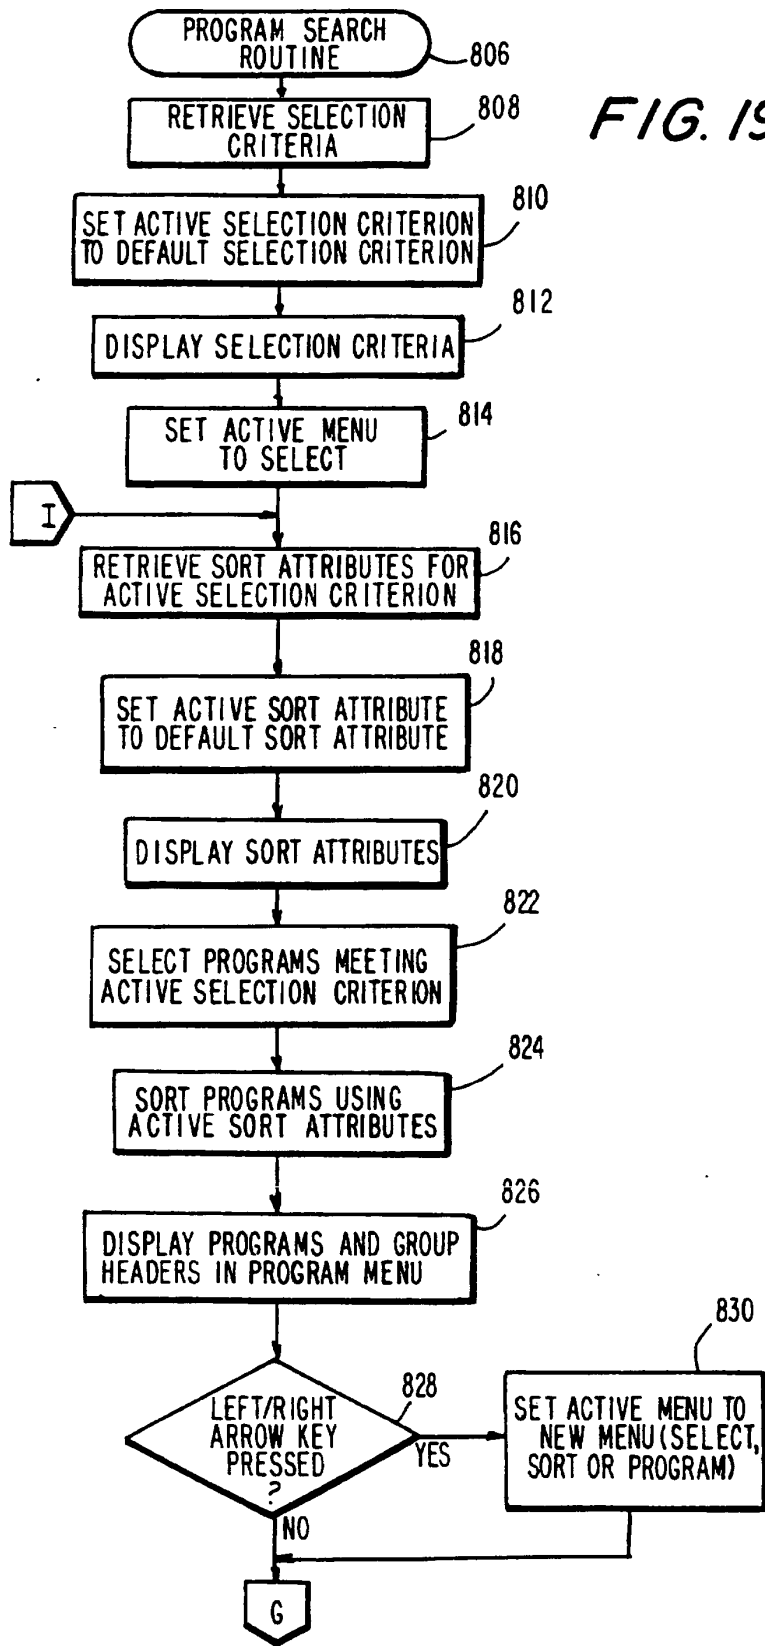 PROGRAM SEARCH
ROUTINE
806
FIG. 19
RETRIEVE SELECTION
CRITERIA
808
SET ACTIVE SELECTION CRITERION
TO DEFAULT SELECTION CRITERION
810
DISPLAY SELECTION CRITERIA
812
SET ACTIVE MENU
TO SELECT
814
I
RETRIEVE SORT ATTRIBUTES FOR
ACTIVE SELECTION CRITERION
816
SET ACTIVE SORT ATTRIBUTE
TO DEFAULT SORT ATTRIBUTE
818
DISPLAY SORT ATTRIBUTES
820
SELECT PROGRAMS MEETING
ACTIVE SELECTION CRITERION
822
SORT PROGRAMS USING
ACTIVE SORT ATTRIBUTES
824
DISPLAY PROGRAMS AND GROUP
HEADERS IN PROGRAM MENU
826
LEFT/RIGHT
ARROW KEY
PRESSED
?
828
YES
SET ACTIVE MENU TO
NEW MENU (SELECT,
SORT OR PROGRAM)
830
NO
G